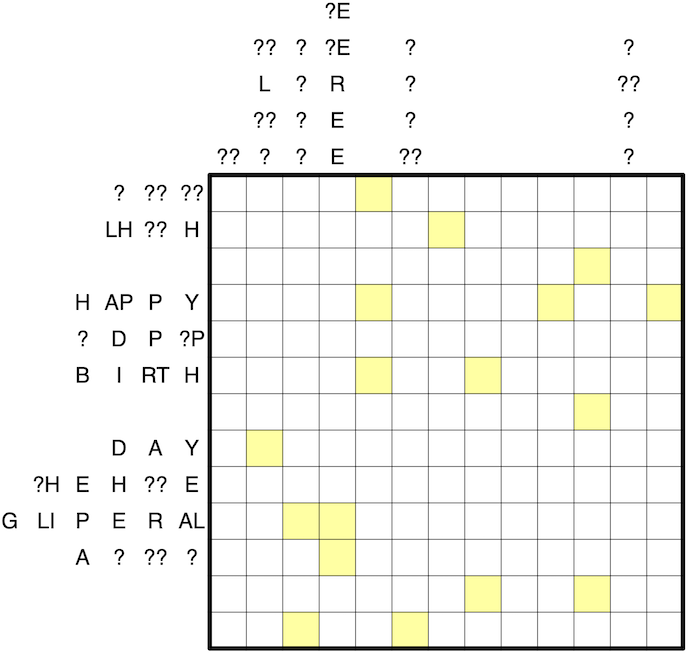 ?E
?? ? ?E ? ?
L ? R ? ??
?? ? E ? ?
?? ? ? E ?? ?
? ?? ??
LH ?? H
H AP P Y
? D P ?P
B I RT H
D A Y
?H E H ?? E
G LI P E R AL
A ? ?? ?